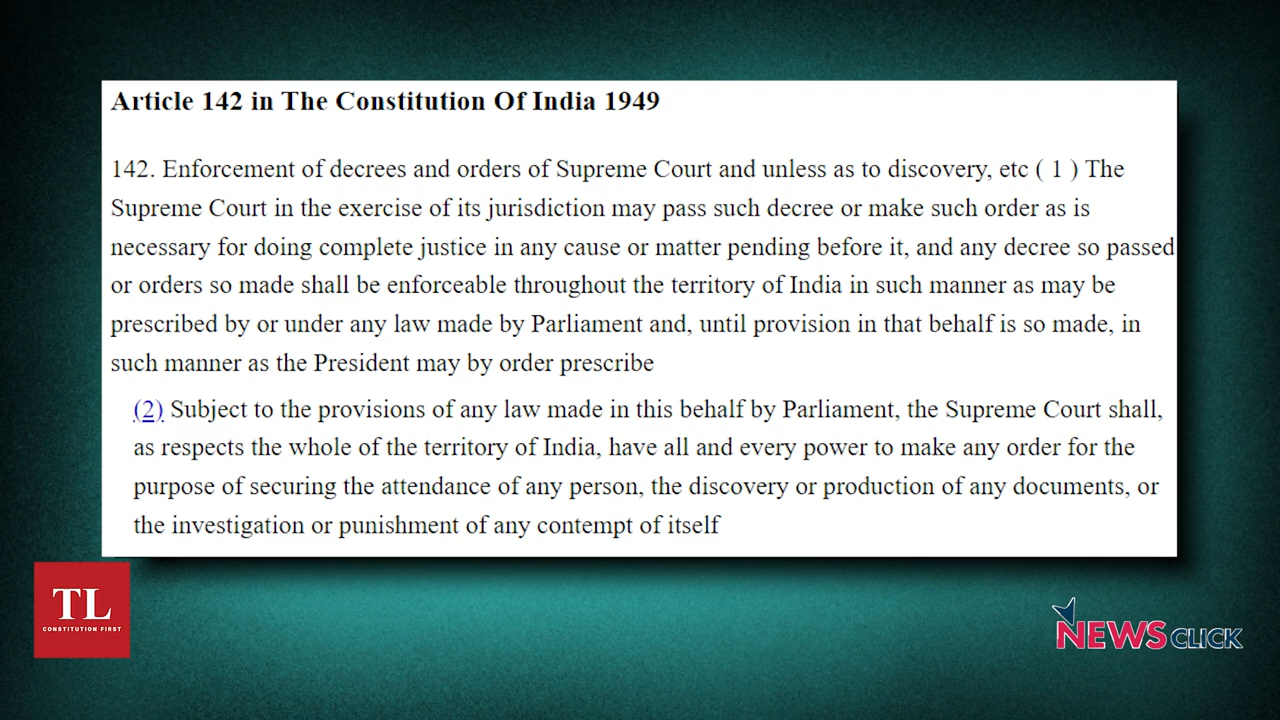 Article 142 in The Constitution Of India 1949
142. Enforcement of decrees and orders of Supreme Court and unless as to discovery, etc ( 1 ) The
Supreme Court in the exercise of its jurisdiction may pass such decree or make such order as is
necessary for doing complete justice in any cause or matter pending before it, and any decree so passed
or orders so made shall be enforceable throughout the territory of India in such manner as may be
prescribed by or under any law made by Parliament and, until provision in that behalf is so made, in
such manner as the President may by order prescribe
(2) Subject to the provisions of any law made in this behalf by Parliament, the Supreme Court shall,
as respects the whole of the territory of India, have all and every power to make any order for the
purpose of securing the attendance of any person, the discovery or production of any documents, or
the investigation or punishment of any contempt of itself
TL
CONSTITUTION FIRST
NEWSCLICK